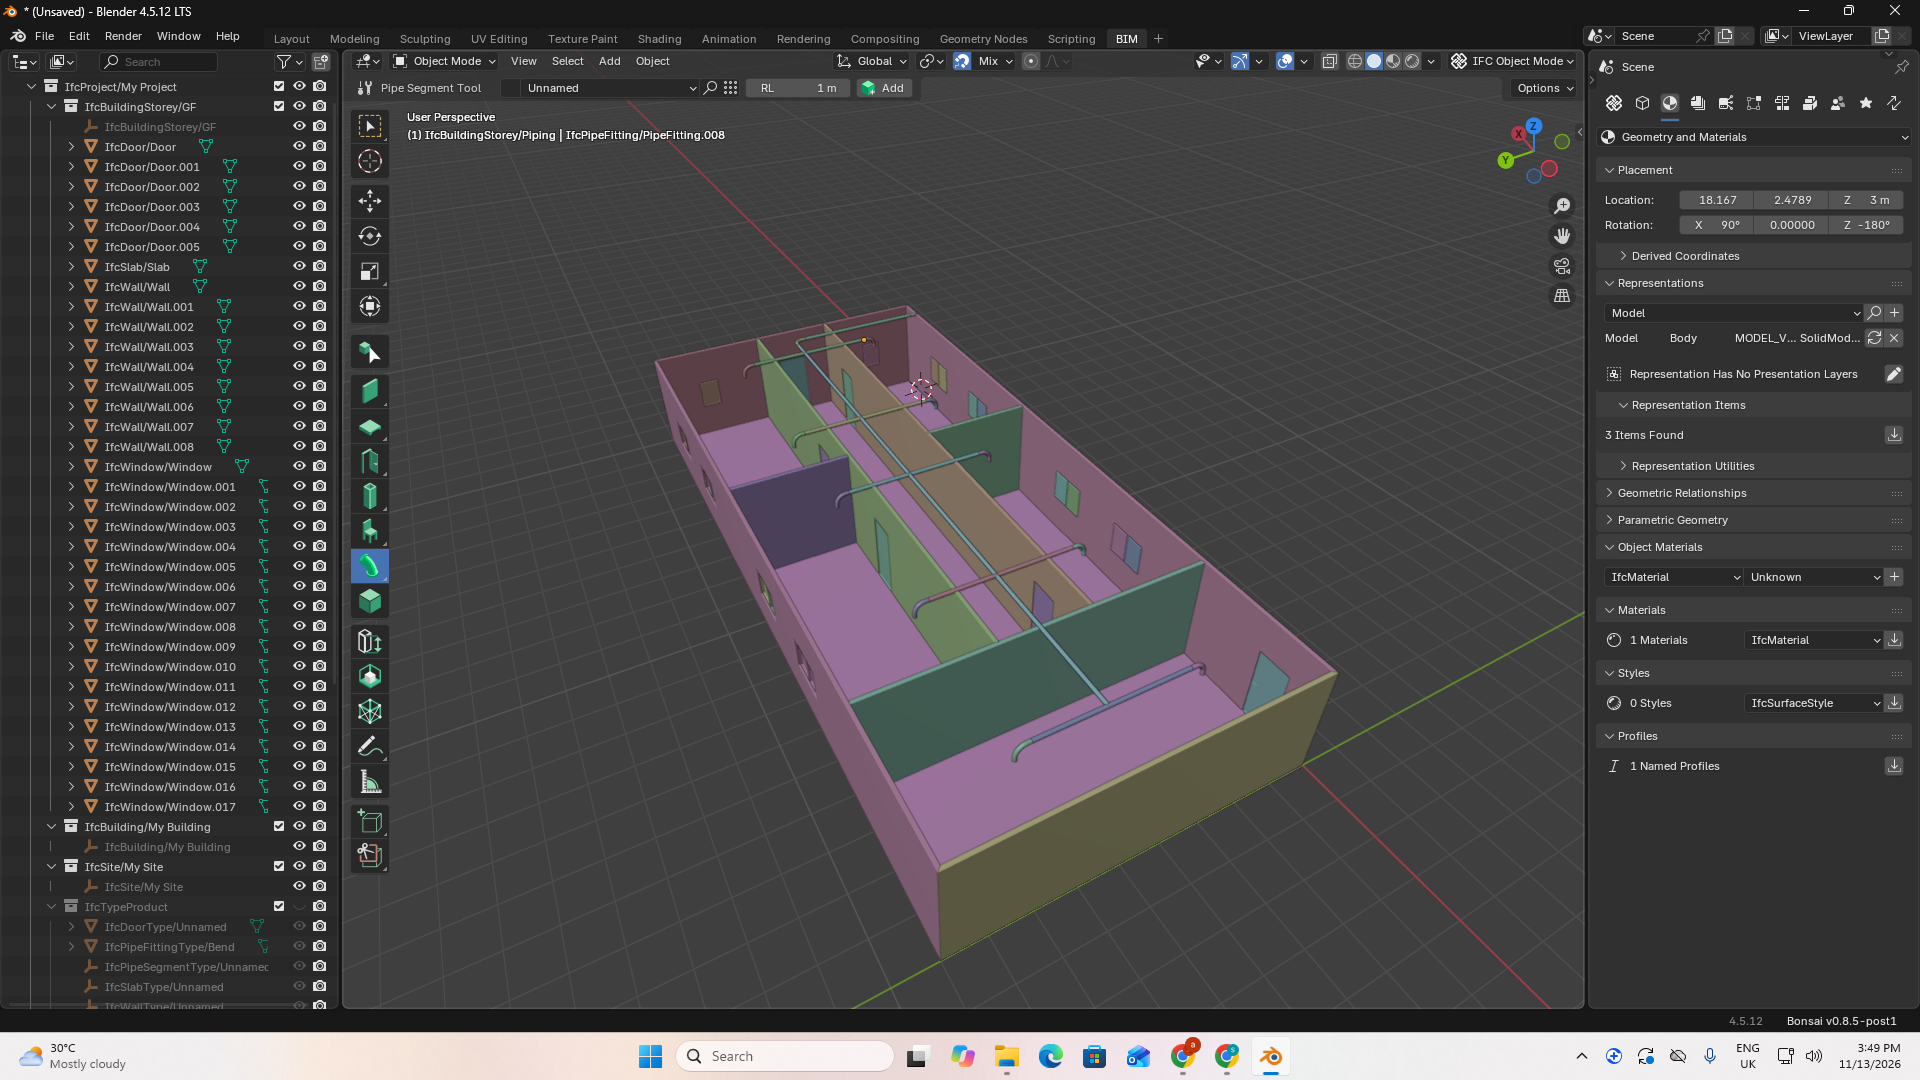 * (Unsaved) - Blender 4.5.12 LTS
File Edit Render Window Help
Layout Modeling Sculpting UV Editing Texture Paint Shading Animation Rendering Compositing Geometry Nodes Scripting BIM
Scene
ViewLayer
Search
Object Mode View Select Add Object
Global
Mix
IFC Object Mode
Pipe Segment Tool
Unnamed
RL 1 m
Add
Options
IfcProject/My Project
IfcBuildingStorey/GF
IfcBuildingStorey/GF
IfcDoor/Door
IfcDoor/Door.001
IfcDoor/Door.002
IfcDoor/Door.003
IfcDoor/Door.004
IfcDoor/Door.005
IfcSlab/Slab
IfcWall/Wall
IfcWall/Wall.001
IfcWall/Wall.002
IfcWall/Wall.003
IfcWall/Wall.004
IfcWall/Wall.005
IfcWall/Wall.006
IfcWall/Wall.007
IfcWall/Wall.008
IfcWindow/Window
IfcWindow/Window.001
IfcWindow/Window.002
IfcWindow/Window.003
IfcWindow/Window.004
IfcWindow/Window.005
IfcWindow/Window.006
IfcWindow/Window.007
IfcWindow/Window.008
IfcWindow/Window.009
IfcWindow/Window.010
IfcWindow/Window.011
IfcWindow/Window.012
IfcWindow/Window.013
IfcWindow/Window.014
IfcWindow/Window.015
IfcWindow/Window.016
IfcWindow/Window.017
IfcBuilding/My Building
IfcBuilding/My Building
IfcSite/My Site
IfcSite/My Site
IfcTypeProduct
IfcDoorType/Unnamed
IfcPipeFittingType/Bend
IfcPipeSegmentType/Unnamed
IfcSlabType/Unnamed
IfcWallType/Unnamed
User Perspective
(1) IfcBuildingStorey/Piping | IfcPipeFitting/PipeFitting.008
Z
X
Y
Scene
Geometry and Materials
Placement
Location: 18.167 2.4789 Z 3 m
Rotation: X 90° 0.00000 Z -180°
Derived Coordinates
Representations
Model
Model Body MODEL_V... SolidMod...
Representation Has No Presentation Layers
Representation Items
3 Items Found
Representation Utilities
Geometric Relationships
Parametric Geometry
Object Materials
IfcMaterial Unknown
Materials
1 Materials IfcMaterial
Styles
0 Styles IfcSurfaceStyle
Profiles
1 Named Profiles
4.5.12 Bonsai v0.8.5-post1
30°C
Mostly cloudy
Search
a
s
ENG
UK
3:49 PM
11/13/2026